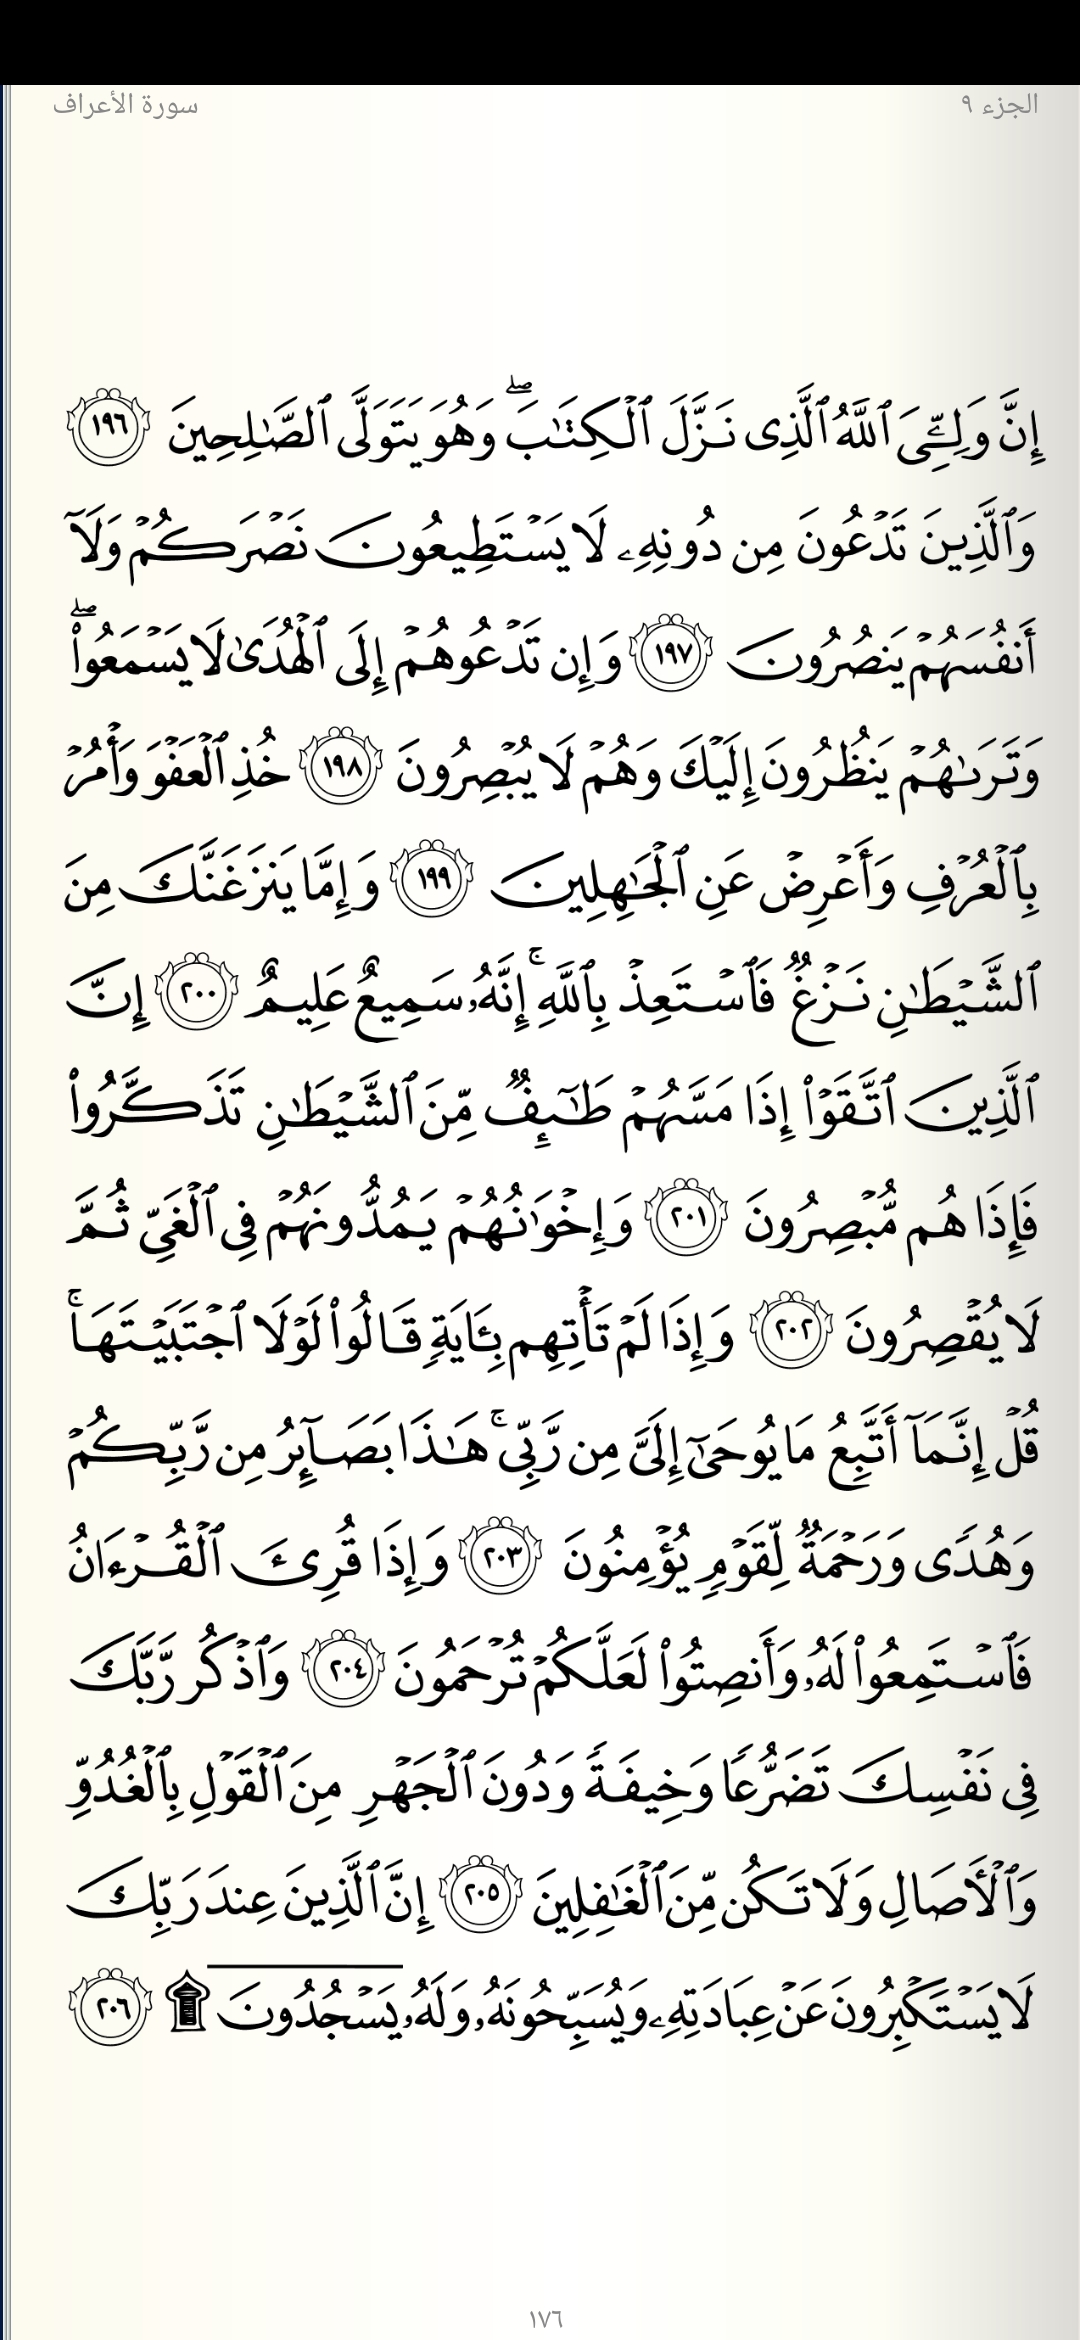 الجزء ٩ سورة الأعراف
إِنَّ وَلِـِّۧيَ ٱللَّهُ ٱلَّذِى نَزَّلَ ٱلْكِتَـٰبَ ۖ وَهُوَ يَتَوَلَّى ٱلصَّـٰلِحِينَ ١٩٦
وَٱلَّذِينَ تَدْعُونَ مِن دُونِهِۦ لَا يَسْتَطِيعُونَ نَصْرَكُمْ وَلَآ
أَنفُسَهُمْ يَنصُرُونَ ١٩٧ وَإِن تَدْعُوهُمْ إِلَى ٱلْهُدَىٰ لَا يَسْمَعُوا۟ ۖ
وَتَرَىٰهُمْ يَنظُرُونَ إِلَيْكَ وَهُمْ لَا يُبْصِرُونَ ١٩٨ خُذِ ٱلْعَفْوَ وَأْمُرْ
بِٱلْعُرْفِ وَأَعْرِضْ عَنِ ٱلْجَـٰهِلِينَ ١٩٩ وَإِمَّا يَنزَغَنَّكَ مِنَ
ٱلشَّيْطَـٰنِ نَزْغٌ فَٱسْتَعِذْ بِٱللَّهِ ۚ إِنَّهُۥ سَمِيعٌ عَلِيمٌ ٢٠٠ إِنَّ
ٱلَّذِينَ ٱتَّقَوْا۟ إِذَا مَسَّهُمْ طَـٰٓئِفٌ مِّنَ ٱلشَّيْطَـٰنِ تَذَكَّرُوا۟
فَإِذَا هُم مُّبْصِرُونَ ٢٠١ وَإِخْوَٰنُهُمْ يَمُدُّونَهُمْ فِى ٱلْغَىِّ ثُمَّ
لَا يُقْصِرُونَ ٢٠٢ وَإِذَا لَمْ تَأْتِهِم بِـَٔايَةٍ قَالُوا۟ لَوْلَا ٱجْتَبَيْتَهَا ۚ
قُلْ إِنَّمَآ أَتَّبِعُ مَا يُوحَىٰٓ إِلَىَّ مِن رَّبِّى ۚ هَـٰذَا بَصَآئِرُ مِن رَّبِّكُمْ
وَهُدًى وَرَحْمَةٌ لِّقَوْمٍ يُؤْمِنُونَ ٢٠٣ وَإِذَا قُرِئَ ٱلْقُرْءَانُ
فَٱسْتَمِعُوا۟ لَهُۥ وَأَنصِتُوا۟ لَعَلَّكُمْ تُرْحَمُونَ ٢٠٤ وَٱذْكُر رَّبَّكَ
فِى نَفْسِكَ تَضَرُّعًا وَخِيفَةً وَدُونَ ٱلْجَهْرِ مِنَ ٱلْقَوْلِ بِٱلْغُدُوِّ
وَٱلْـَٔاصَالِ وَلَا تَكُن مِّنَ ٱلْغَـٰفِلِينَ ٢٠٥ إِنَّ ٱلَّذِينَ عِندَ رَبِّكَ
لَا يَسْتَكْبِرُونَ عَنْ عِبَادَتِهِۦ وَيُسَبِّحُونَهُۥ وَلَهُۥ يَسْجُدُونَ ۩ ٢٠٦
١٧٦